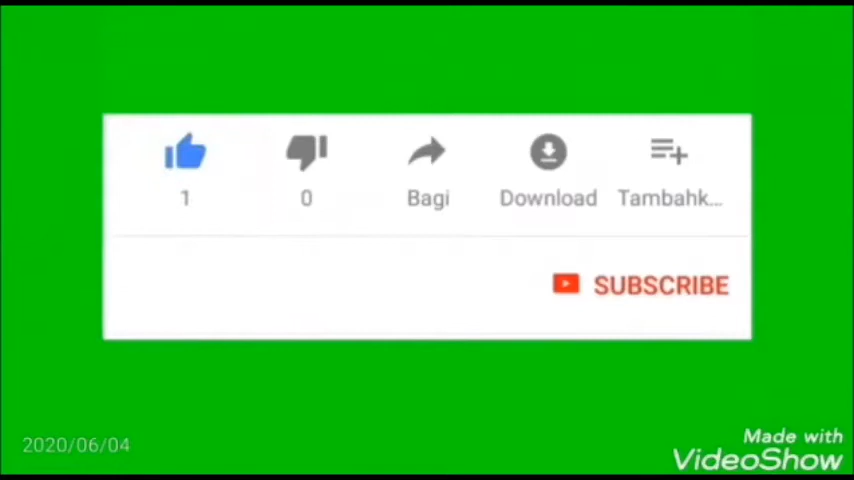 1
0
Bagi
Download
Tambahk...
SUBSCRIBE
2020/06/04
Made with
VideoShow